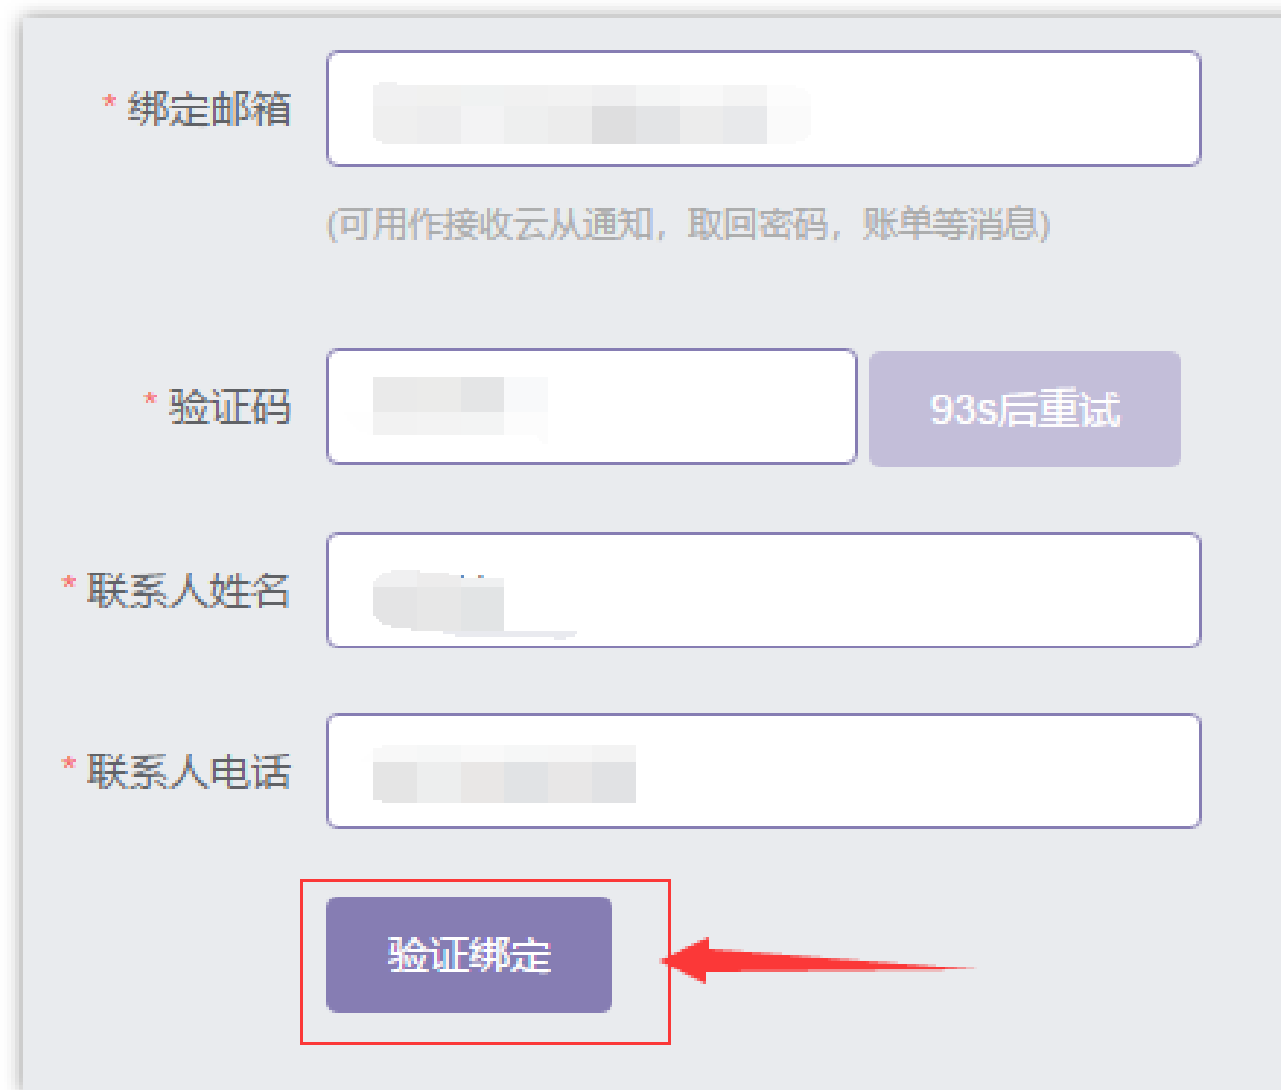 * 绑定邮箱
(可用作接收云从通知，取回密码，账单等消息)
* 验证码 93s后重试
* 联系人姓名
* 联系人电话
验证绑定